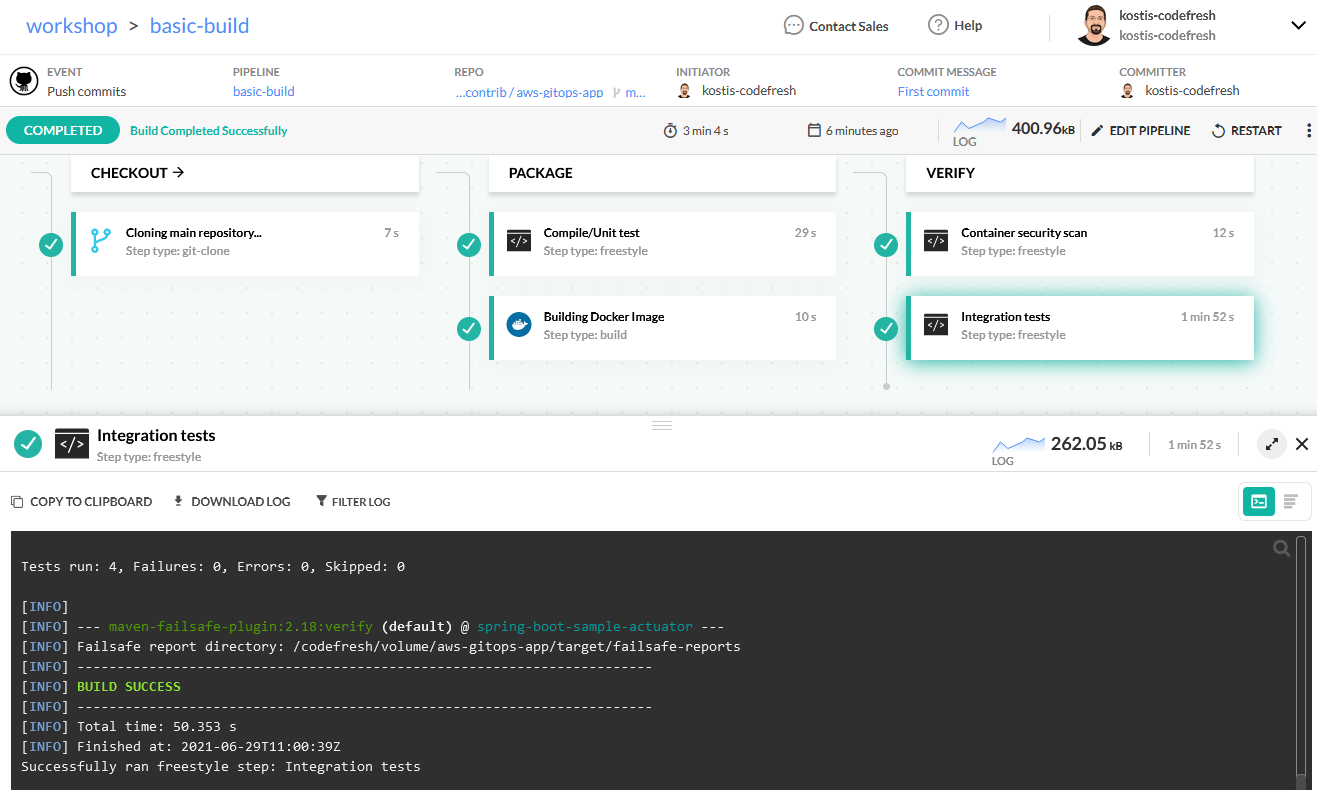 workshop > basic-build
Contact Sales
Help
kostis-codefresh
kostis-codefresh
EVENT
Push commits
PIPELINE
basic-build
REPO
...contrib / aws-gitops-app m...
INITIATOR
kostis-codefresh
COMMIT MESSAGE
First commit
COMMITTER
kostis-codefresh
COMPLETED
Build Completed Successfully
3 min 4 s
6 minutes ago
LOG
400.96kB
EDIT PIPELINE
RESTART
CHECKOUT →
Cloning main repository...
7 s
Step type: git-clone
PACKAGE
Compile/Unit test
29 s
Step type: freestyle
Building Docker Image
10 s
Step type: build
VERIFY
Container security scan
12 s
Step type: freestyle
Integration tests
1 min 52 s
Step type: freestyle
Integration tests
Step type: freestyle
LOG
262.05 kB
1 min 52 s
COPY TO CLIPBOARD
DOWNLOAD LOG
FILTER LOG
Tests run: 4, Failures: 0, Errors: 0, Skipped: 0
[INFO]
[INFO] --- maven-failsafe-plugin:2.18:verify (default) @ spring-boot-sample-actuator ---
[INFO] Failsafe report directory: /codefresh/volume/aws-gitops-app/target/failsafe-reports
[INFO] ------------------------------------------------------------------------
[INFO] BUILD SUCCESS
[INFO] ------------------------------------------------------------------------
[INFO] Total time: 50.353 s
[INFO] Finished at: 2021-06-29T11:00:39Z
Successfully ran freestyle step: Integration tests